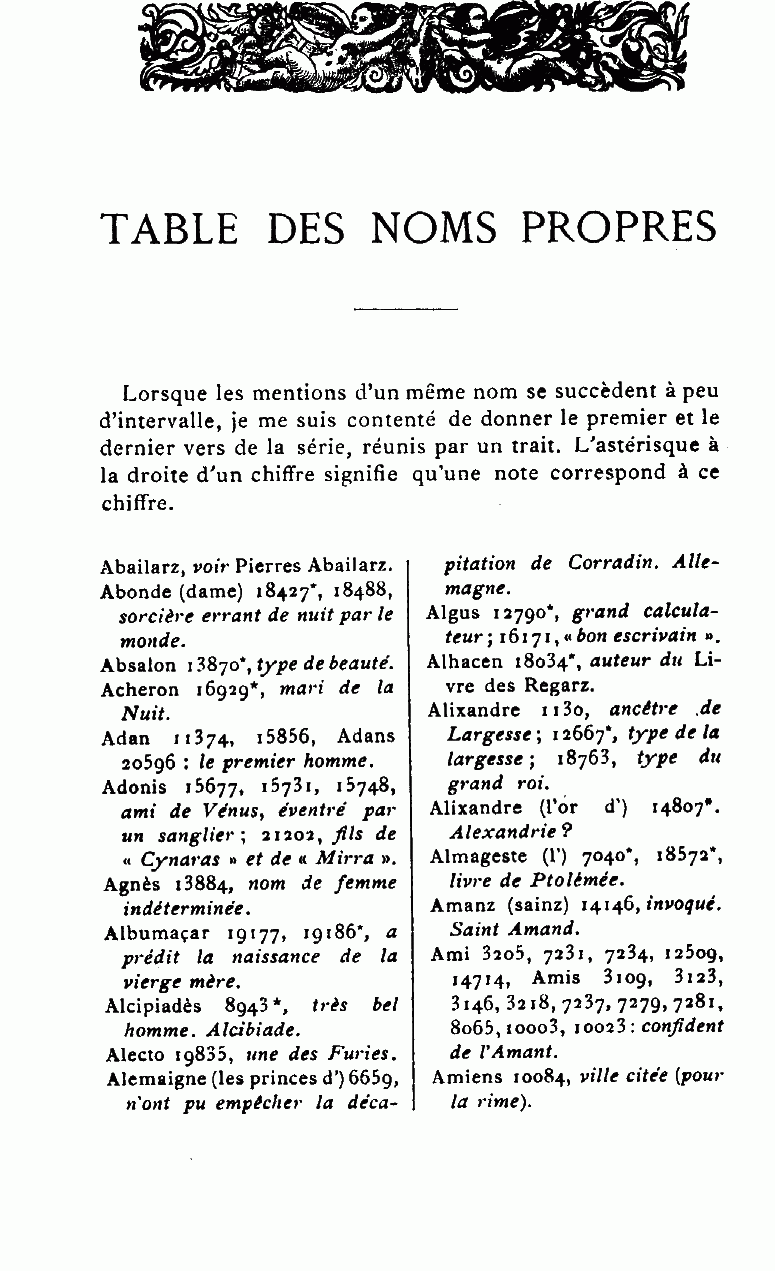 TABLE DES NOMS PROPRES
Lorsque les mentions d'un même nom se succèdent à peu
d'intervalle, je me suis contenté de donner le premier et le
dernier vers de la série, réunis par un trait. L'astérisque à
la droite d'un chiffre signifie qu'une note correspond à ce
chiffre.
Abailarz, voir Pierres Abailarz.
Abonde (dame) 18427*, 18488,
sorcière errant de nuit par le
monde.
Absalon 13870*, type de beauté.
Acheron 16929*, mari de la
Nuit.
Adan 11374, 15856, Adans
20596 : le premier homme.
Adonis 15677, 15731, 15748,
ami de Vénus, éventré par
un sanglier ; 21202, fils de
« Cynaras » et de « Mirra ».
Agnès 13884, nom de femme
indéterminée.
Albumaçar 19177, 19186*, a
prédit la naissance de la
vierge mère.
Alcipiadès 8943*, très bel
homme. Alcibiade.
Alecto 19835, une des Furies.
Alemaigne (les princes d') 6659,
n'ont pu empêcher la déca-
pitation de Corradin. Alle-
magne.
Algus 12790*, grand calcula-
teur ; 16171, « bon escrivain ».
Alhacen 18034*, auteur du Li-
vre des Regarz.
Alixandre 1130, ancêtre de
Largesse ; 12667*, type de la
largesse ; 18763, type du
grand roi.
Alixandre (l'or d') 14807*.
Alexandrie ?
Almageste (l') 7040*, 18572*,
livre de Ptolémée.
Amanz (sainz) 14146, invoqué.
Saint Amand.
Ami 3205, 7231, 7234, 12509,
14714, Amis 3109, 3123,
3146, 3218, 7237, 7279, 7281,
8065, 10003, 10023 : confident
de l'Amant.
Amiens 10084, ville citée (pour
la rime).